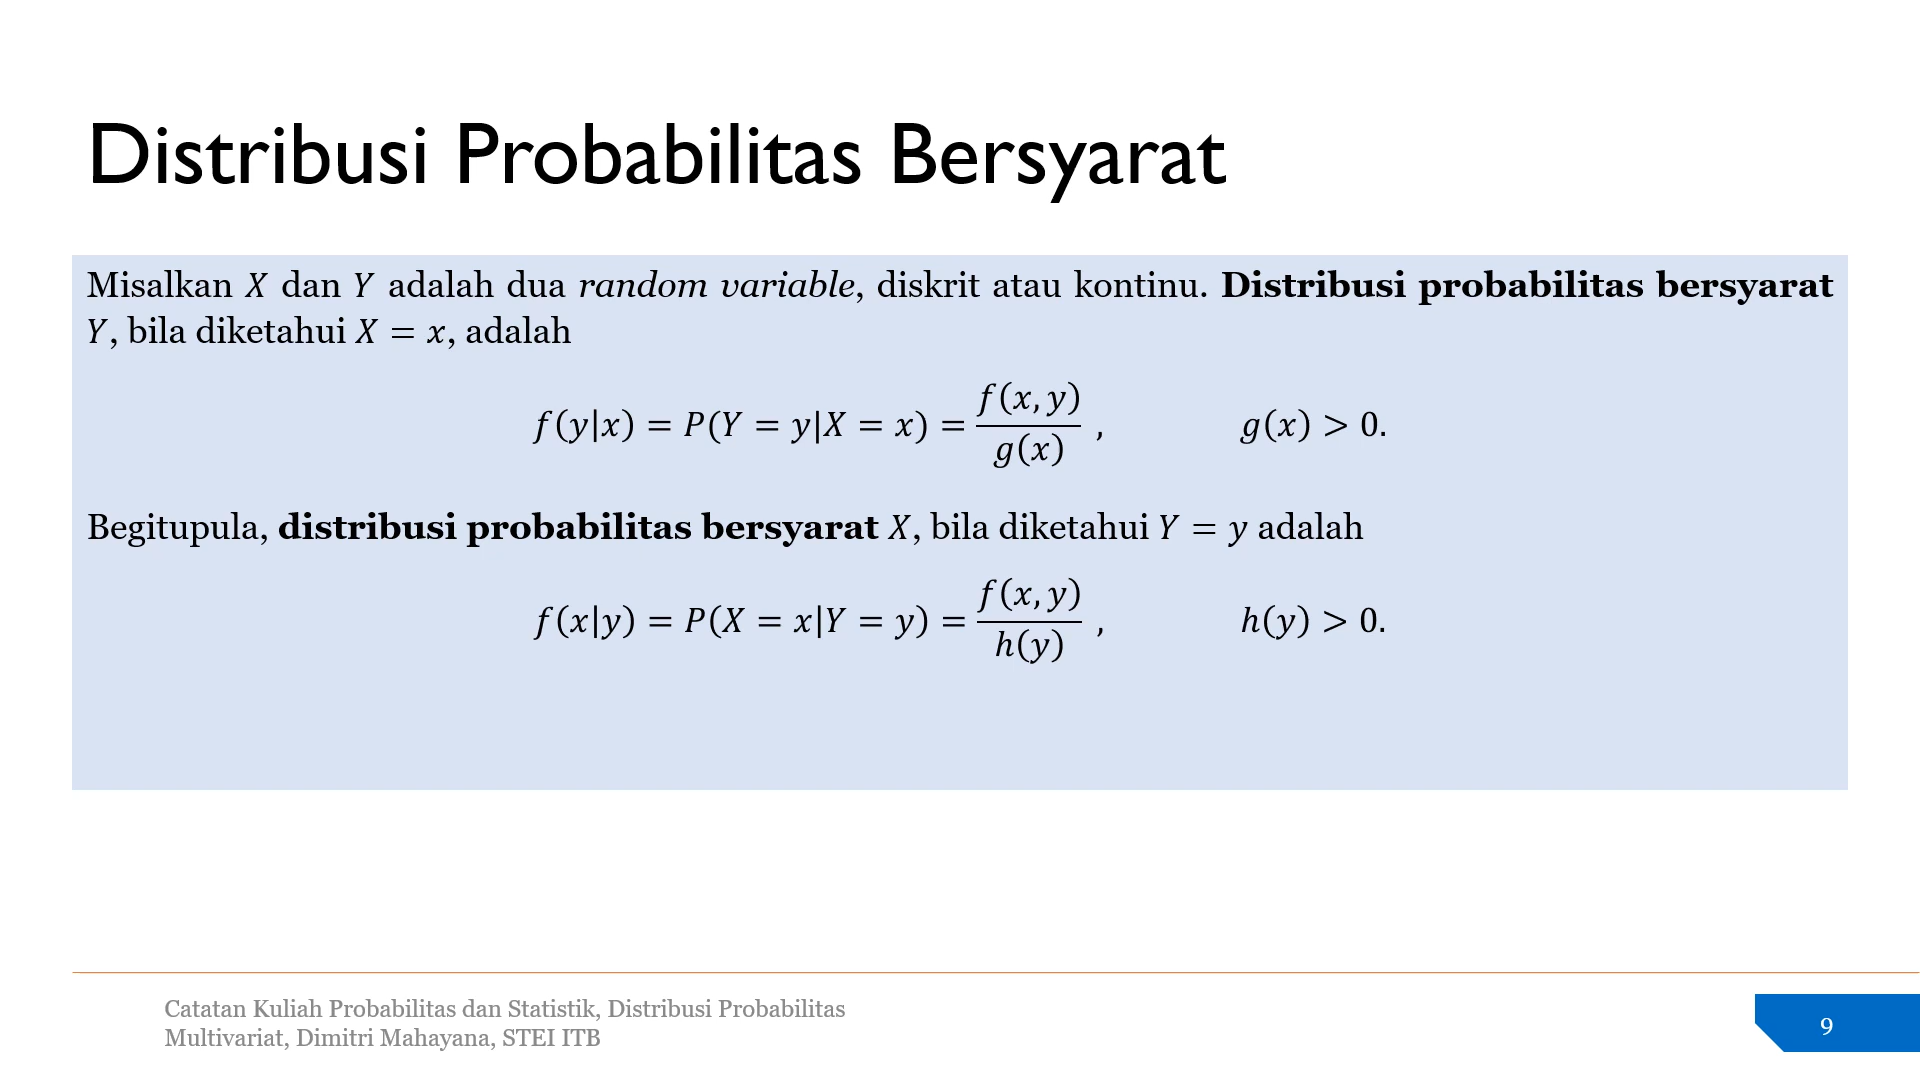 Distribusi Probabilitas Bersyarat
Misalkan 𝑋 dan 𝑌 adalah dua random variable, diskrit atau kontinu. Distribusi probabilitas bersyarat
𝑌, bila diketahui 𝑋 = 𝑥, adalah
𝑓(𝑦|𝑥) = 𝑃(𝑌 = 𝑦|𝑋 = 𝑥) = 𝑓(𝑥, 𝑦) / 𝑔(𝑥) , 𝑔(𝑥) > 0.
Begitupula, distribusi probabilitas bersyarat 𝑋, bila diketahui 𝑌 = 𝑦 adalah
𝑓(𝑥|𝑦) = 𝑃(𝑋 = 𝑥|𝑌 = 𝑦) = 𝑓(𝑥, 𝑦) / ℎ(𝑦) , ℎ(𝑦) > 0.
Catatan Kuliah Probabilitas dan Statistik, Distribusi Probabilitas
Multivariat, Dimitri Mahayana, STEI ITB
9